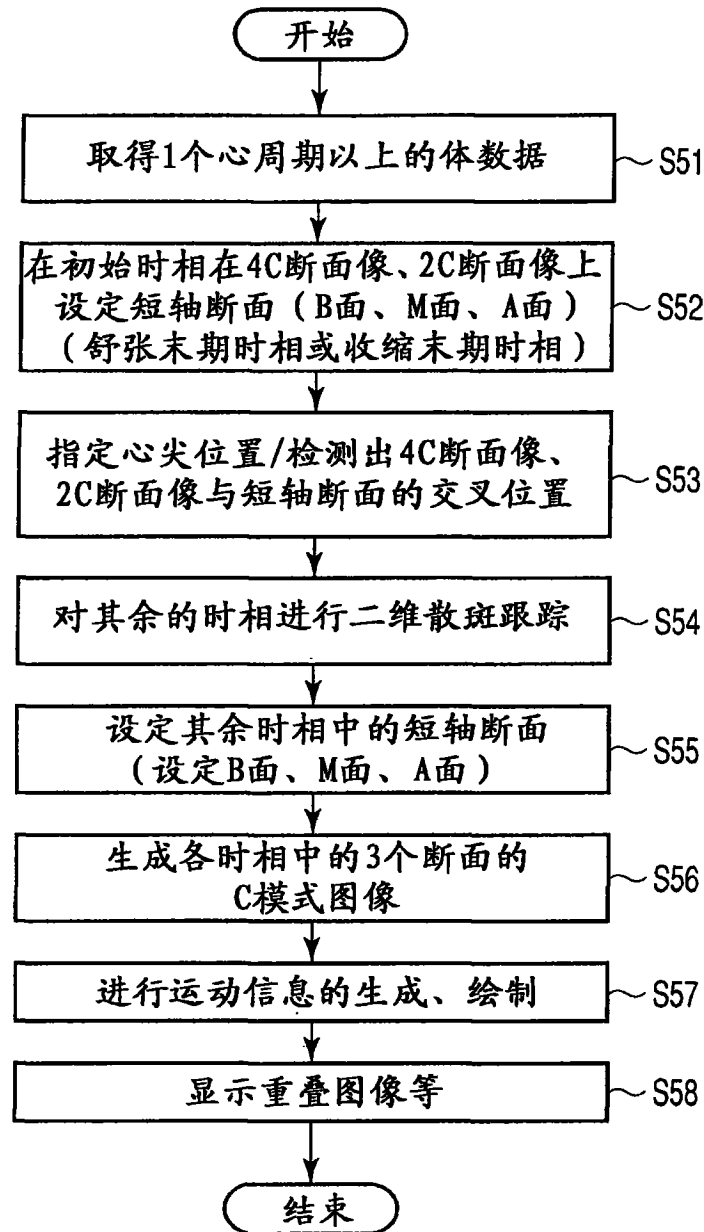 开始
取得1个心周期以上的体数据
S51
在初始时相在4C断面像、2C断面像上
设定短轴断面（B面、M面、A面）
（舒张末期时相或收缩末期时相）
S52
指定心尖位置/检测出4C断面像、
2C断面像与短轴断面的交叉位置
S53
对其余的时相进行二维散斑跟踪
S54
设定其余时相中的短轴断面
（设定B面、M面、A面）
S55
生成各时相中的3个断面的
C模式图像
S56
进行运动信息的生成、绘制
S57
显示重叠图像等
S58
结束